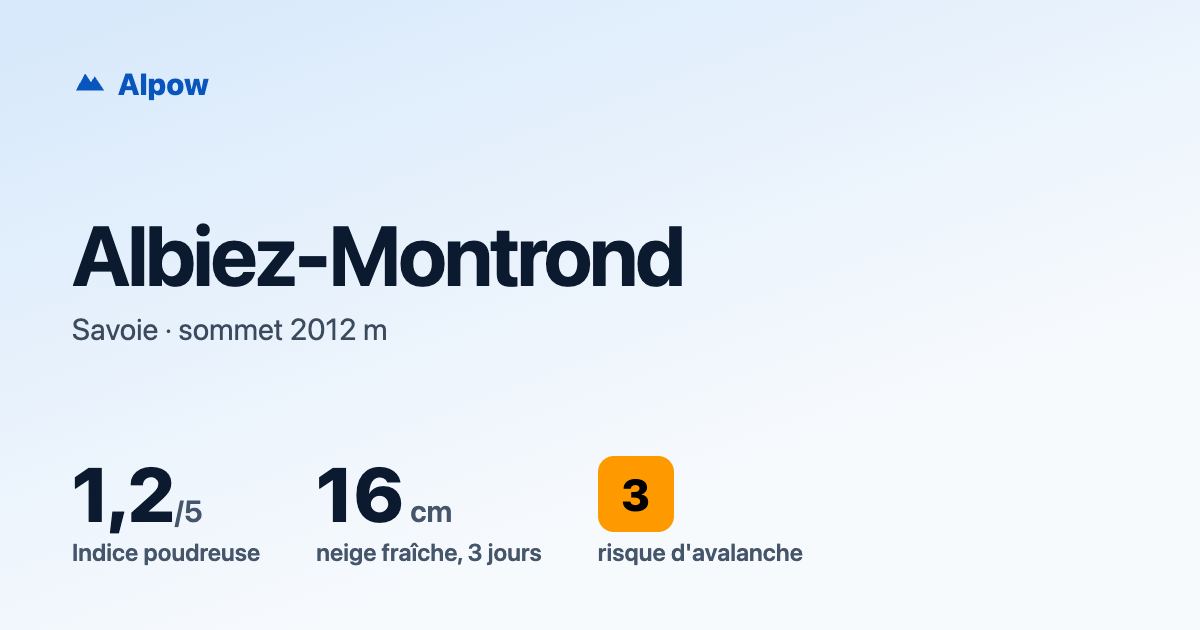 Alpow
Albiez-Montrond
Savoie · sommet 2012 m
1,2/5 16 cm 3
Indice poudreuse neige fraîche, 3 jours risque d'avalanche